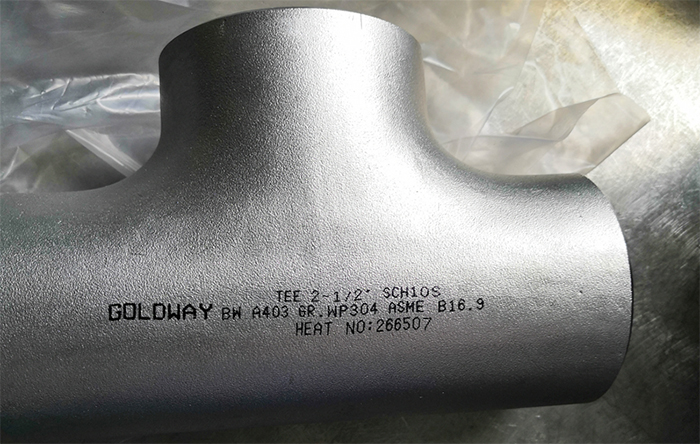 TEE 2-1/2" SCH10S
GOLDWAY BW A403 GR.WP304 ASME B16.9
HEAT NO:266507